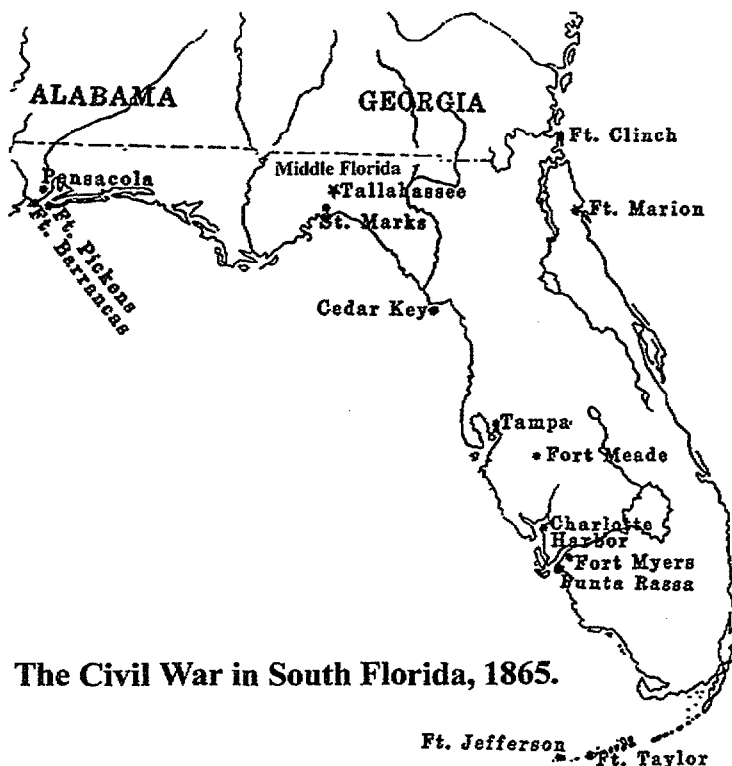 ALABAMA
GEORGIA
Ft. Clinch
Middle Florida
Pensacola
Tallahassee
Ft. Marion
St. Marks
Ft. Pickens
Ft. Barrancas
Cedar Key
Tampa
Fort Meade
Charlotte
Harbor
Fort Myers
Punta Rassa
The Civil War in South Florida, 1865.
Ft. Jefferson
Ft. Taylor